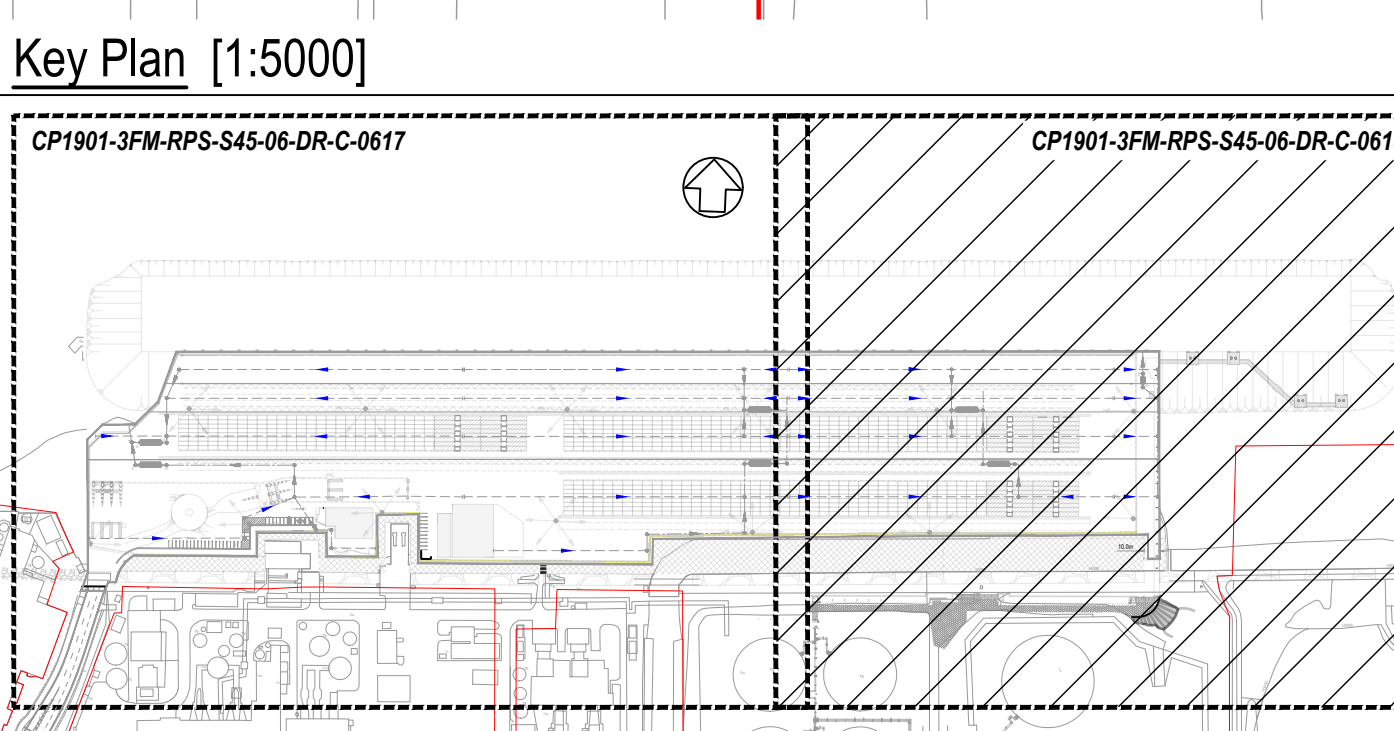 Key Plan [1:5000]
CP1901-3FM-RPS-S45-06-DR-C-0617
CP1901-3FM-RPS-S45-06-DR-C-061
10.0m